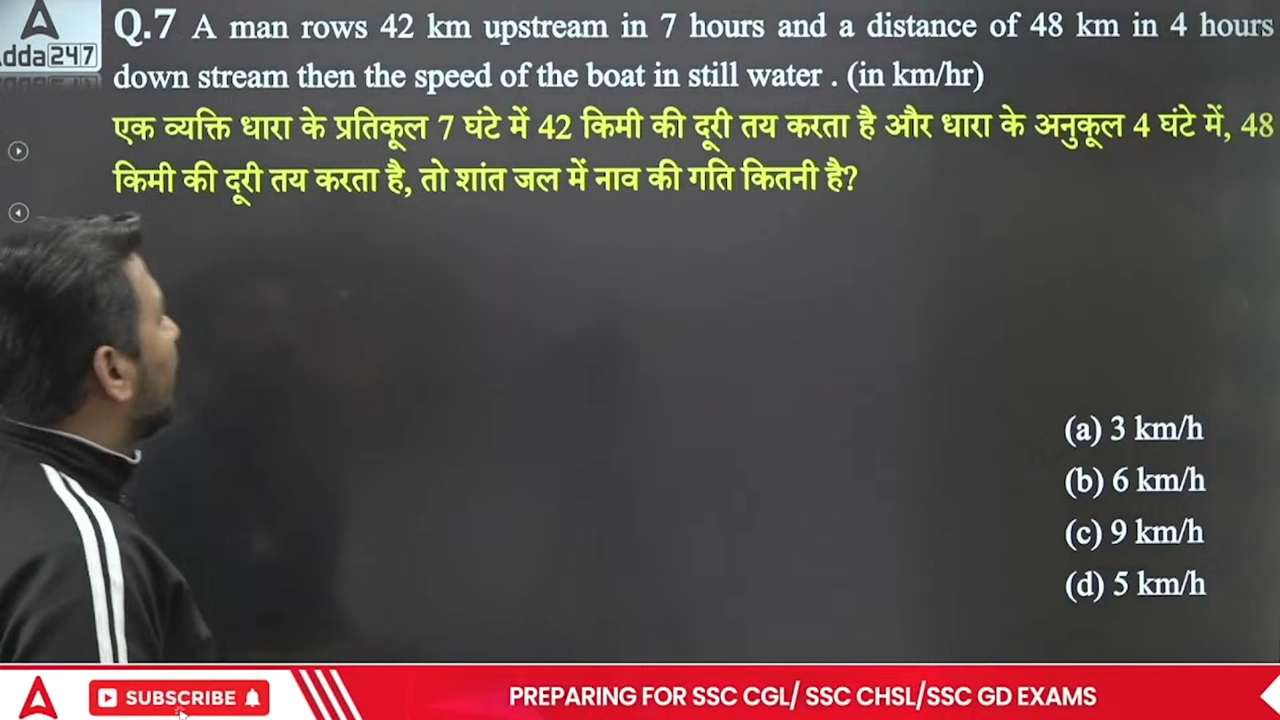 Q.7 A man rows 42 km upstream in 7 hours and a distance of 48 km in 4 hours
down stream then the speed of the boat in still water . (in km/hr)
एक व्यक्ति धारा के प्रतिकूल 7 घंटे में 42 किमी की दूरी तय करता है और धारा के अनुकूल 4 घंटे में, 48
किमी की दूरी तय करता है, तो शांत जल में नाव की गति कितनी है?
dda247
(a) 3 km/h
(b) 6 km/h
(c) 9 km/h
(d) 5 km/h
SUBSCRIBE
PREPARING FOR SSC CGL/ SSC CHSL/SSC GD EXAMS